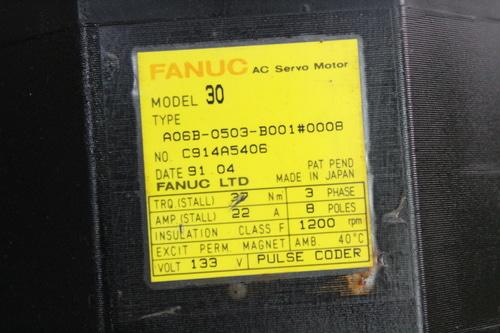 FANUC AC Servo Motor
MODEL 30
TYPE
A06B-0503-B001#0008
NO. C914A5406
DATE 91.04 PAT PEND
FANUC LTD MADE IN JAPAN
TRQ (STALL) Nm 3 PHASE
AMP. (STALL) 22 A 8 POLES
INSULATION CLASS F 1200 rpm
EXCIT PERM MAGNET AMB. 40°C
VOLT 133 V PULSE CODER